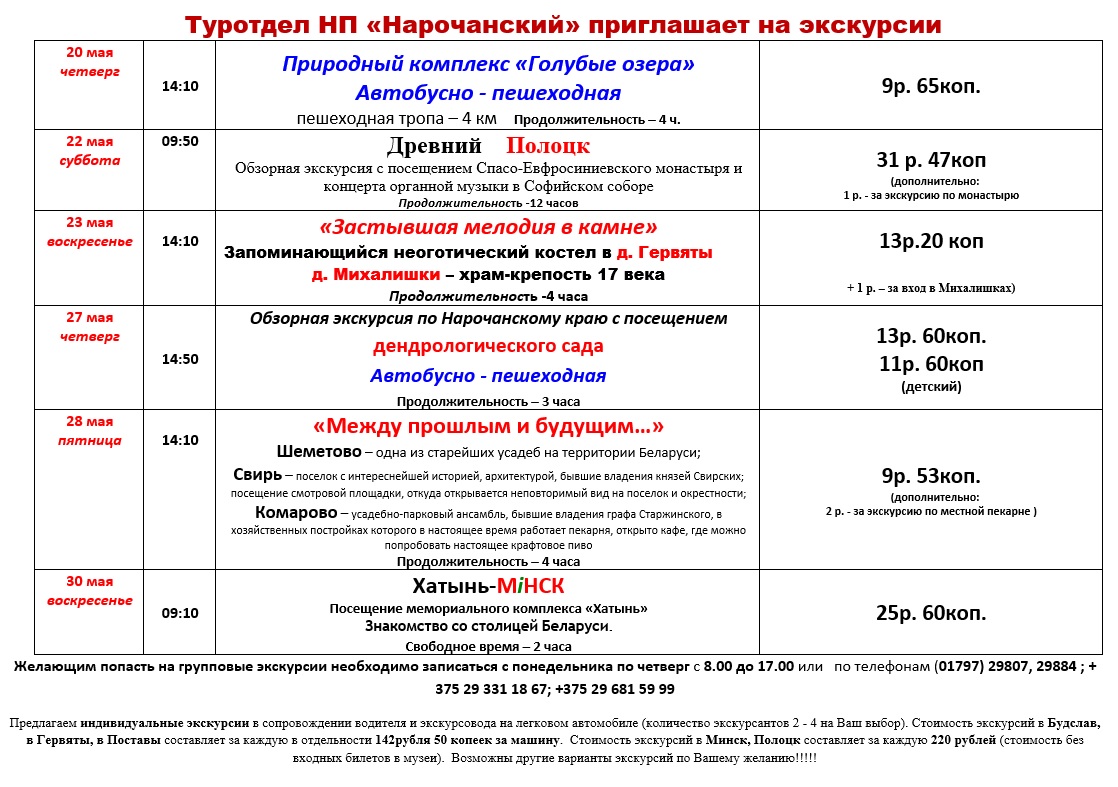 Туротдел НП «Нарочанский» приглашает на экскурсии
20 мая
четверг
14:10
Природный комплекс «Голубые озера»
Автобусно - пешеходная
пешеходная тропа – 4 км Продолжительность – 4 ч.
9р. 65коп.
22 мая
суббота
09:50
Древний Полоцк
Обзорная экскурсия с посещением Спасо-Евфросиниевского монастыря и
концерта органной музыки в Софийском соборе
Продолжительность -12 часов
31 р. 47коп
(дополнительно:
1 р. - за экскурсию по монастырю
23 мая
воскресенье
14:10
«Застывшая мелодия в камне»
Запоминающийся неоготический костел в д. Гервяты
д. Михалишки – храм-крепость 17 века
Продолжительность -4 часа
13р.20 коп
+ 1 р. – за вход в Михалишках)
27 мая
четверг
14:50
Обзорная экскурсия по Нарочанскому краю с посещением
дендрологического сада
Автобусно - пешеходная
Продолжительность – 3 часа
13р. 60коп.
11р. 60коп
(детский)
28 мая
пятница
14:10
«Между прошлым и будущим…»
Шеметово – одна из старейших усадеб на территории Беларуси;
Свирь – поселок с интереснейшей историей, архитектурой, бывшие владения князей Свирских;
посещение смотровой площадки, откуда открывается неповторимый вид на поселок и окрестности;
Комарово – усадебно-парковый ансамбль, бывшие владения графа Старжинского, в
хозяйственных постройках которого в настоящее время работает пекарня, открыто кафе, где можно
попробовать настоящее крафтовое пиво
Продолжительность – 4 часа
9р. 53коп.
(дополнительно:
2 р. - за экскурсию по местной пекарне )
30 мая
воскресенье
09:10
Хатынь-МiНСК
Посещение мемориального комплекса «Хатынь»
Знакомство со столицей Беларуси.
Свободное время – 2 часа
25р. 60коп.
Желающим попасть на групповые экскурсии необходимо записаться с понедельника по четверг с 8.00 до 17.00 или по телефонам (01797) 29807, 29884 ; +
375 29 331 18 67; +375 29 681 59 99
Предлагаем индивидуальные экскурсии в сопровождении водителя и экскурсовода на легковом автомобиле (количество экскурсантов 2 - 4 на Ваш выбор). Стоимость экскурсий в Будслав,
в Гервяты, в Поставы составляет за каждую в отдельности 142рубля 50 копеек за машину. Стоимость экскурсий в Минск, Полоцк составляет за каждую 220 рублей (стоимость без
входных билетов в музеи). Возможны другие варианты экскурсий по Вашему желанию!!!!!